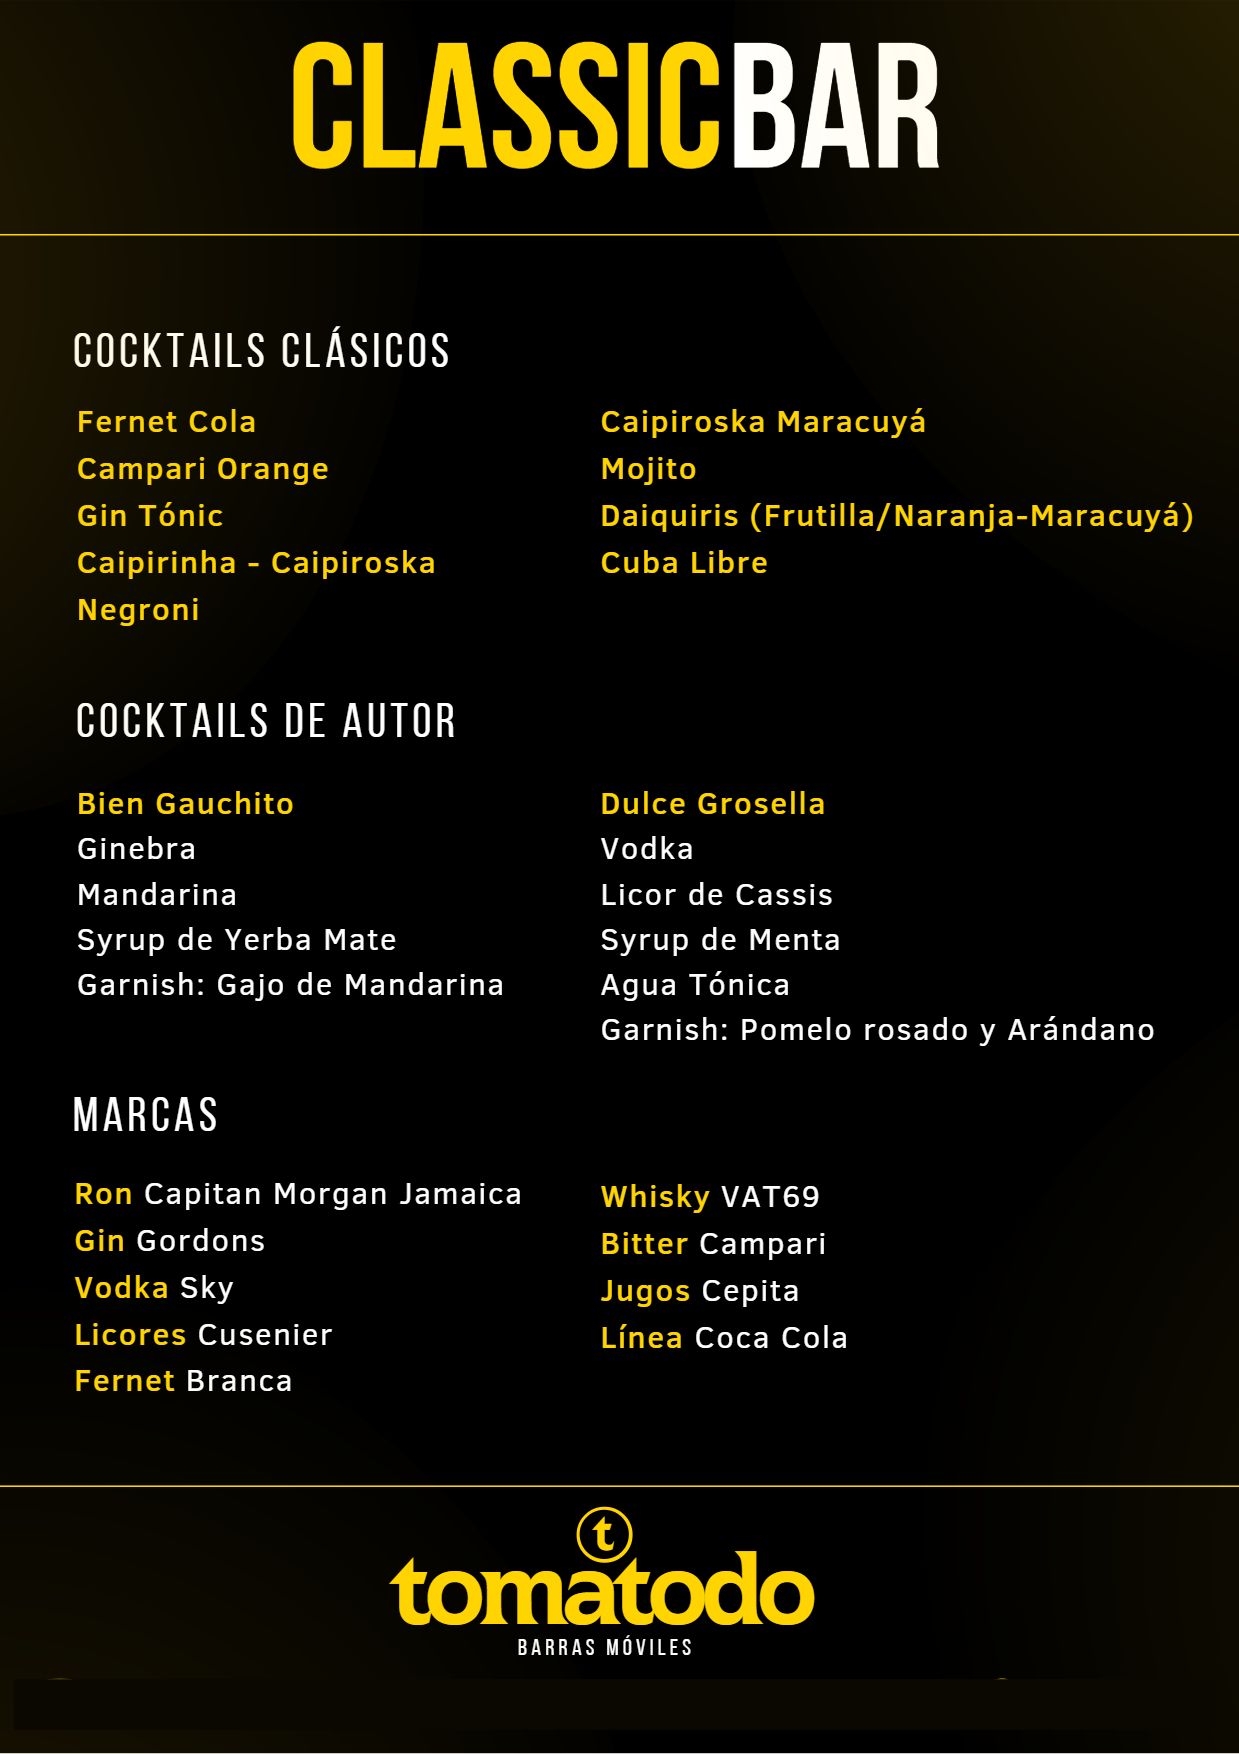 CLASSICBAR
COCKTAILS CLÁSICOS
Fernet Cola
Campari Orange
Gin Tónic
Caipirinha - Caipiroska
Negroni
Caipiroska Maracuyá
Mojito
Daiquiris (Frutilla/Naranja-Maracuyá)
Cuba Libre
COCKTAILS DE AUTOR
Bien Gauchito
Ginebra
Mandarina
Syrup de Yerba Mate
Garnish: Gajo de Mandarina
Dulce Grosella
Vodka
Licor de Cassis
Syrup de Menta
Agua Tónica
Garnish: Pomelo rosado y Arándano
MARCAS
Ron Capitan Morgan Jamaica
Gin Gordons
Vodka Sky
Licores Cusenier
Fernet Branca
Whisky VAT69
Bitter Campari
Jugos Cepita
Línea Coca Cola
t
tomatodo
BARRAS MÓVILES